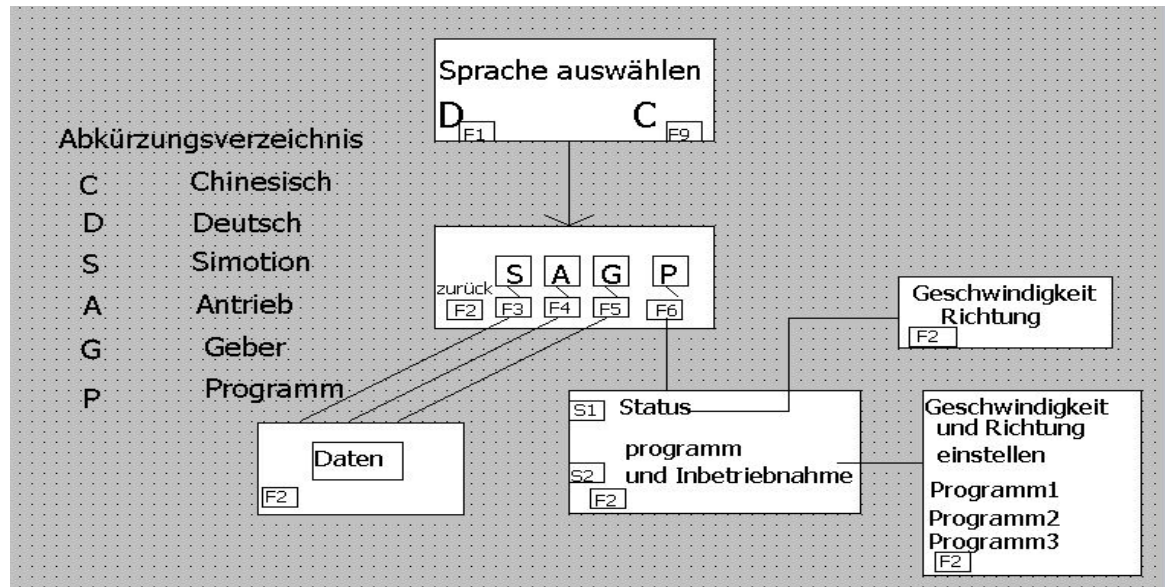 Sprache auswählen
D F1 C F9
Abkürzungsverzeichnis
C Chinesisch
D Deutsch
S Simotion
A Antrieb
G Geber
P Programm
S A G P
zurück
F2 F3 F4 F5 F6
Geschwindigkeit
Richtung
F2
Daten
F2
S1 Status
programm
S2 und Inbetriebnahme
F2
Geschwindigkeit
und Richtung
einstellen
Programm1
Programm2
Programm3
F2